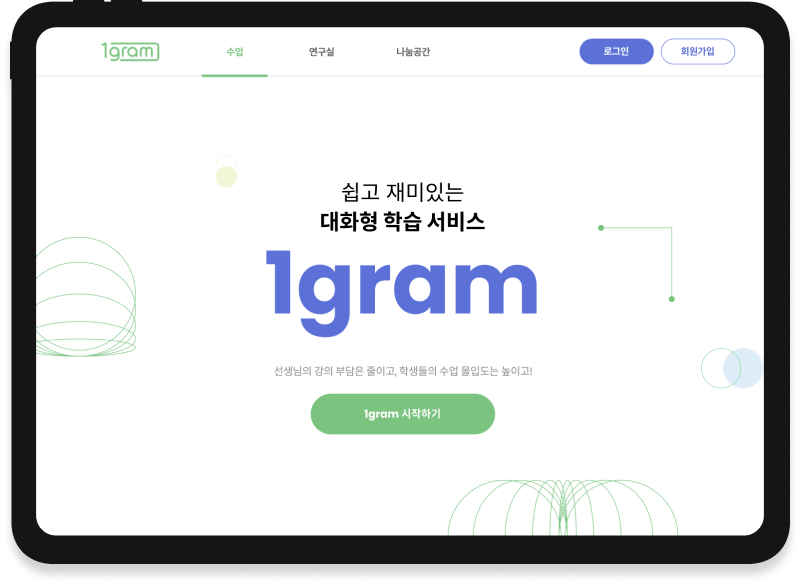 1gram
수업
연구실
나눔공간
로그인
회원가입
쉽고 재미있는
대화형 학습 서비스
1gram
선생님의 강의 부담은 줄이고, 학생들의 수업 몰입도는 높이고!
1gram 시작하기